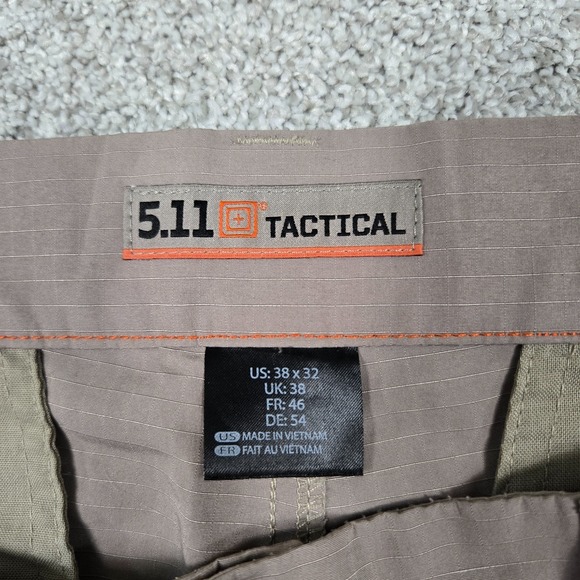 5.11 ® TACTICAL
US: 38 x 32
UK: 38
FR: 46
DE: 54
US MADE IN VIETNAM
FR FAIT AU VIÊTNAM